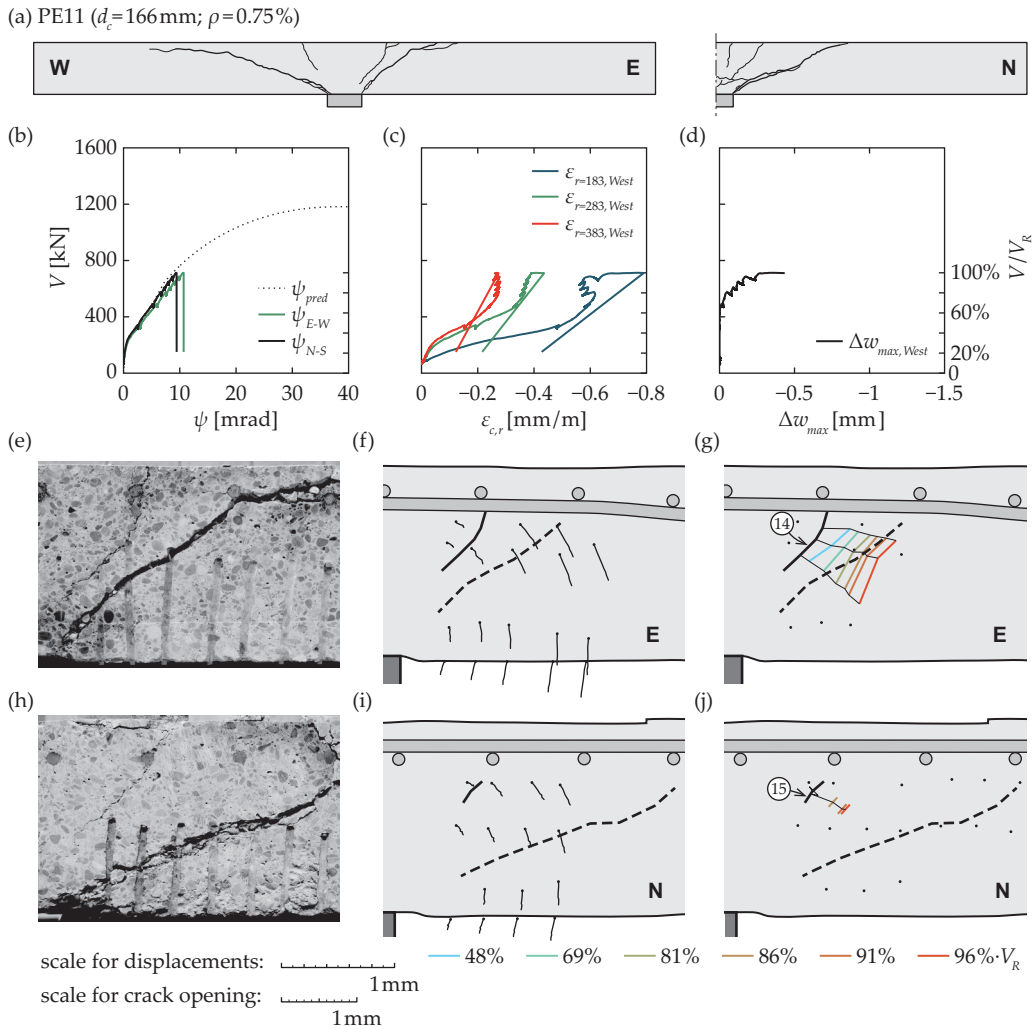 (a) PE11 (d_c=166 mm; ρ=0.75%)
W E N
(b) (c) (d)
1600
1200
800
400
0
V [kN]
0 10 20 30 40
ψ [mrad]
ψ_pred
ψ_E-W
ψ_N-S
ε_r=183, West
ε_r=283, West
ε_r=383, West
0 −0.2 −0.4 −0.6 −0.8
ε_c,r [mm/m]
Δw_max, West
0 −0.5 −1 −1.5
Δw_max [mm]
100%
60%
40%
20%
0%
V/V_R
(e) (f) (g)
E
14
E
(h) (i) (j)
N
15
N
48% 69% 81% 86% 91% 96%·V_R
scale for displacements:
1mm
scale for crack opening:
1mm